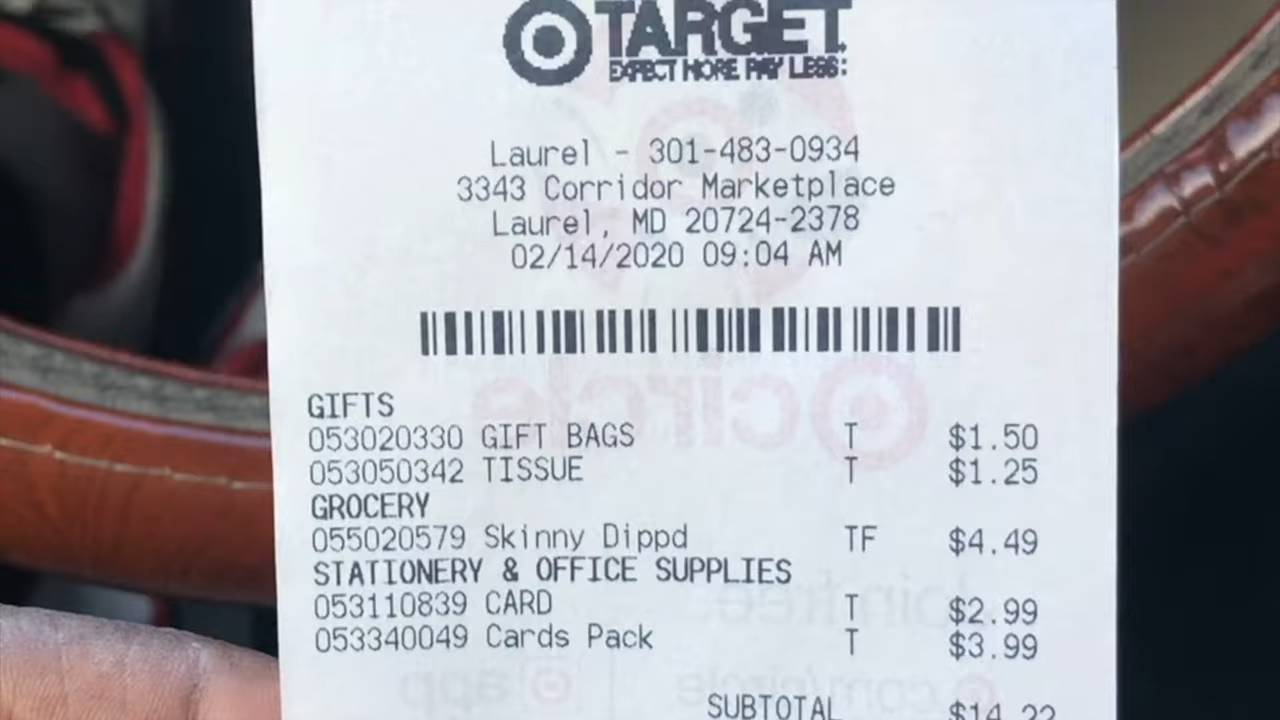 TARGET.
EXPECT MORE PAY LESS:
Laurel - 301-483-0934
3343 Corridor Marketplace
Laurel, MD 20724-2378
02/14/2020 09:04 AM
GIFTS
053020330 GIFT BAGS T $1.50
053050342 TISSUE T $1.25
GROCERY
055020579 Skinny Dippd TF $4.49
STATIONERY & OFFICE SUPPLIES
053110839 CARD T $2.99
053340049 Cards Pack T $3.99
SUBTOTAL $14.22